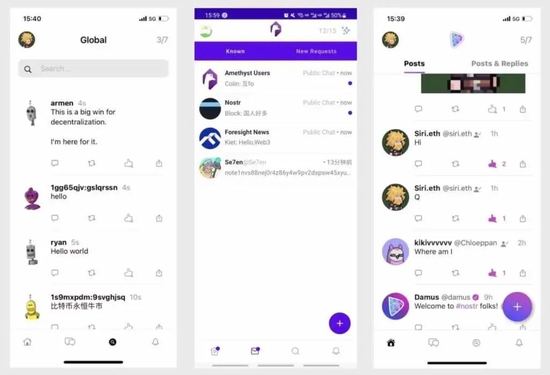 15:40
5G
Global
3/7
Search...
armen 4s
This is a big win for
decentralization.
I'm here for it.
1gg65qjv:gslqrssn 4s
hello
ryan 5s
Hello world
1s9mxpdm:9svghjsq 10s
比特币永恒牛市
15:59
50%
12/15
Known
New Requests
Amethyst Users
Public Chat • now
Colin: 互fo
Nostr
Public Chat • now
Block: 国人好多
Foresight News
Public Chat • now
Kiet: Hello,Web3
Se7en@Se7en
• 13分钟前
15:39
5G
5/7
Posts
Posts & Replies
1
Siri.eth @siri.eth 1h
Hi
2
Siri.eth @siri.eth 1h
Q
1
kikivvvvvv @Chloeppan 2h
Where am I
1
Damus @damus 9h
Welcome to #nostr folks!